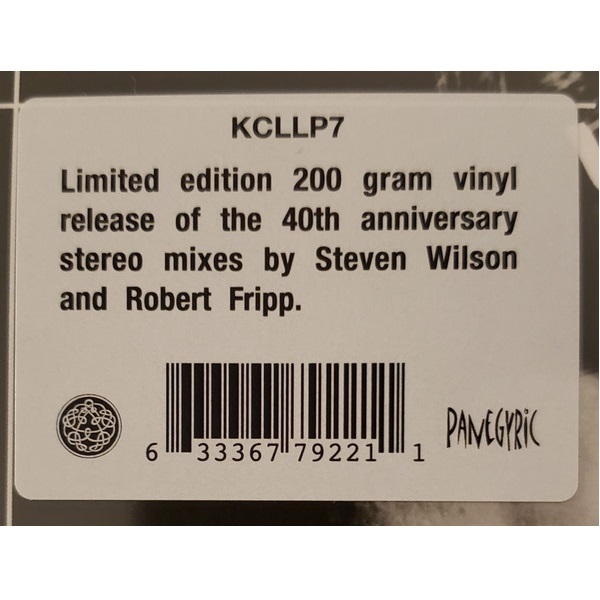 KCLLP7
Limited edition 200 gram vinyl
release of the 40th anniversary
stereo mixes by Steven Wilson
and Robert Fripp.
6 33367 79221 1
PANEGYRIC